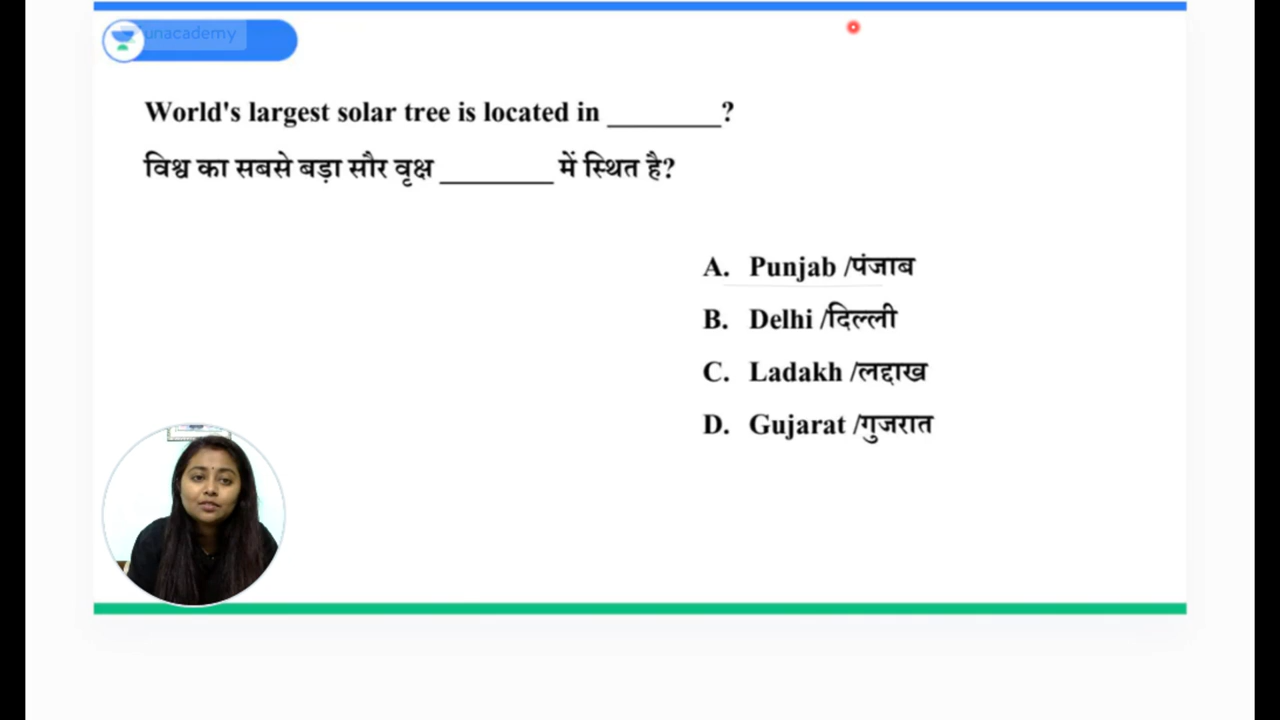 unacademy
World's largest solar tree is located in ________?
विश्व का सबसे बड़ा सौर वृक्ष ________ में स्थित है?
A. Punjab /पंजाब
B. Delhi /दिल्ली
C. Ladakh /लद्दाख
D. Gujarat /गुजरात